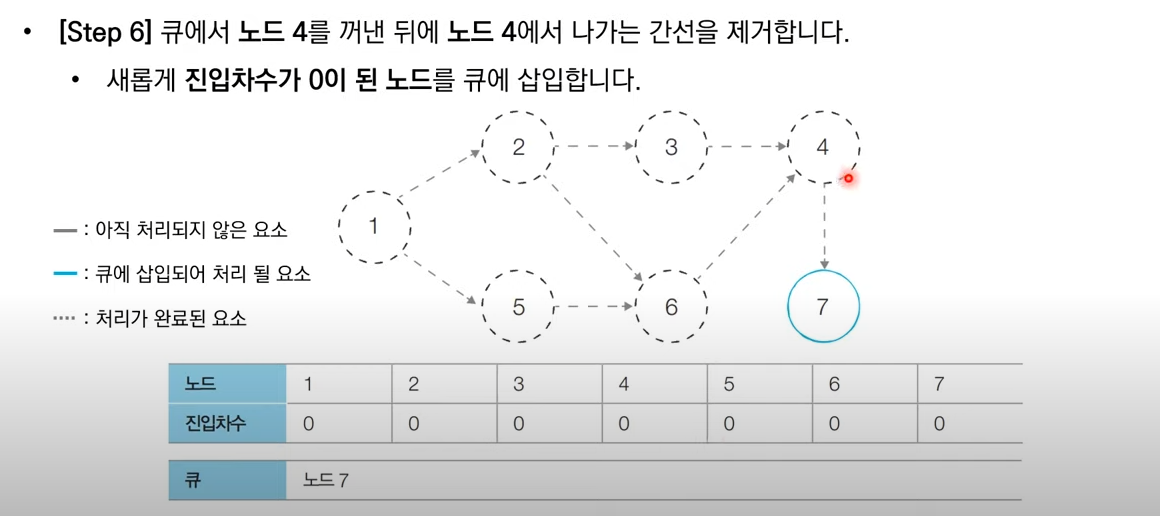 • [Step 6] 큐에서 노드 4를 꺼낸 뒤에 노드 4에서 나가는 간선을 제거합니다.
• 새롭게 진입차수가 0이 된 노드를 큐에 삽입합니다.
2 3 4
1
: 아직 처리되지 않은 요소
: 큐에 삽입되어 처리 될 요소
5 6 7
: 처리가 완료된 요소
노드 1 2 3 4 5 6 7
진입차수 0 0 0 0 0 0 0
큐 노드 7